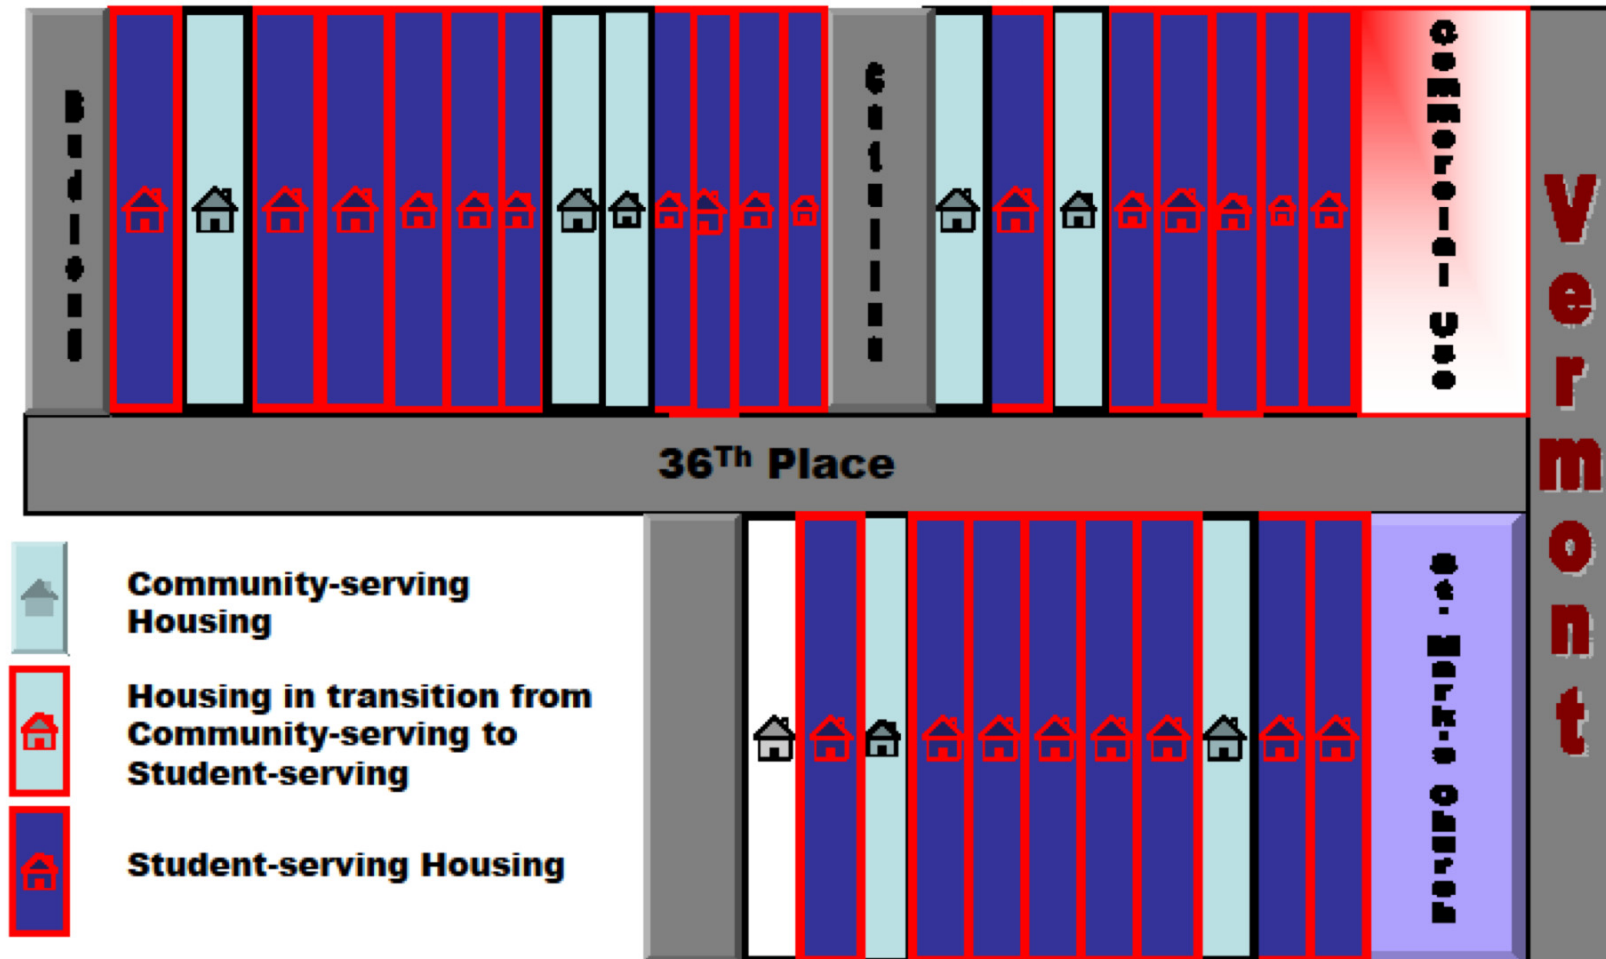 Budlong
Catalina
Commercial Use
Vermont
36Th Place
Community-serving
Housing
Housing in transition from
Community-serving to
Student-serving
Student-serving Housing
St. Mark's Church